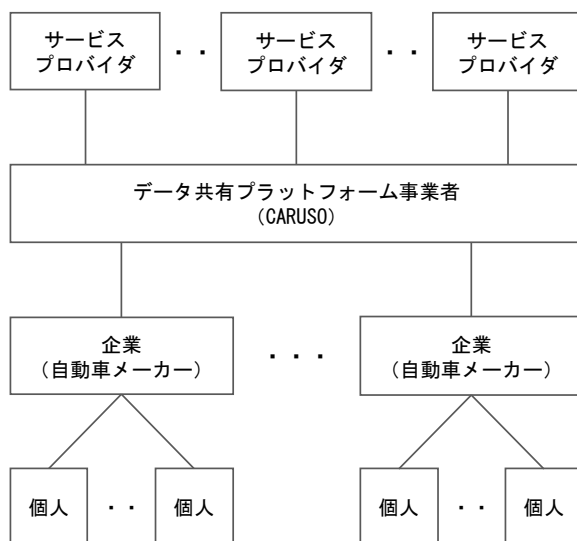 サービス
プロバイダ
・・
サービス
プロバイダ
・・
サービス
プロバイダ
データ共有プラットフォーム事業者
（CARUSO）
企業
（自動車メーカー）
・・・
企業
（自動車メーカー）
個人
・・
個人
個人
・・
個人